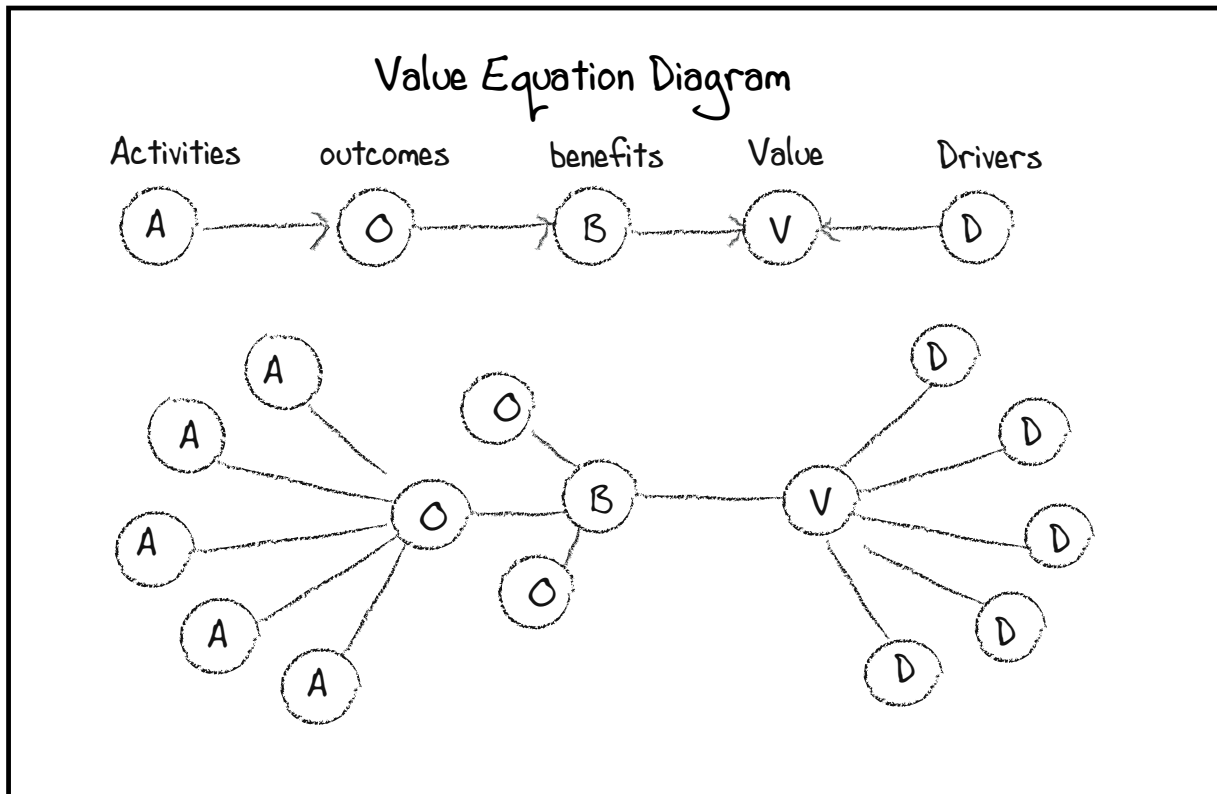 Value Equation Diagram
Activities outcomes benefits Value Drivers
A O B V D
A D
O
A D
B
O V
A D
O
A D
A D